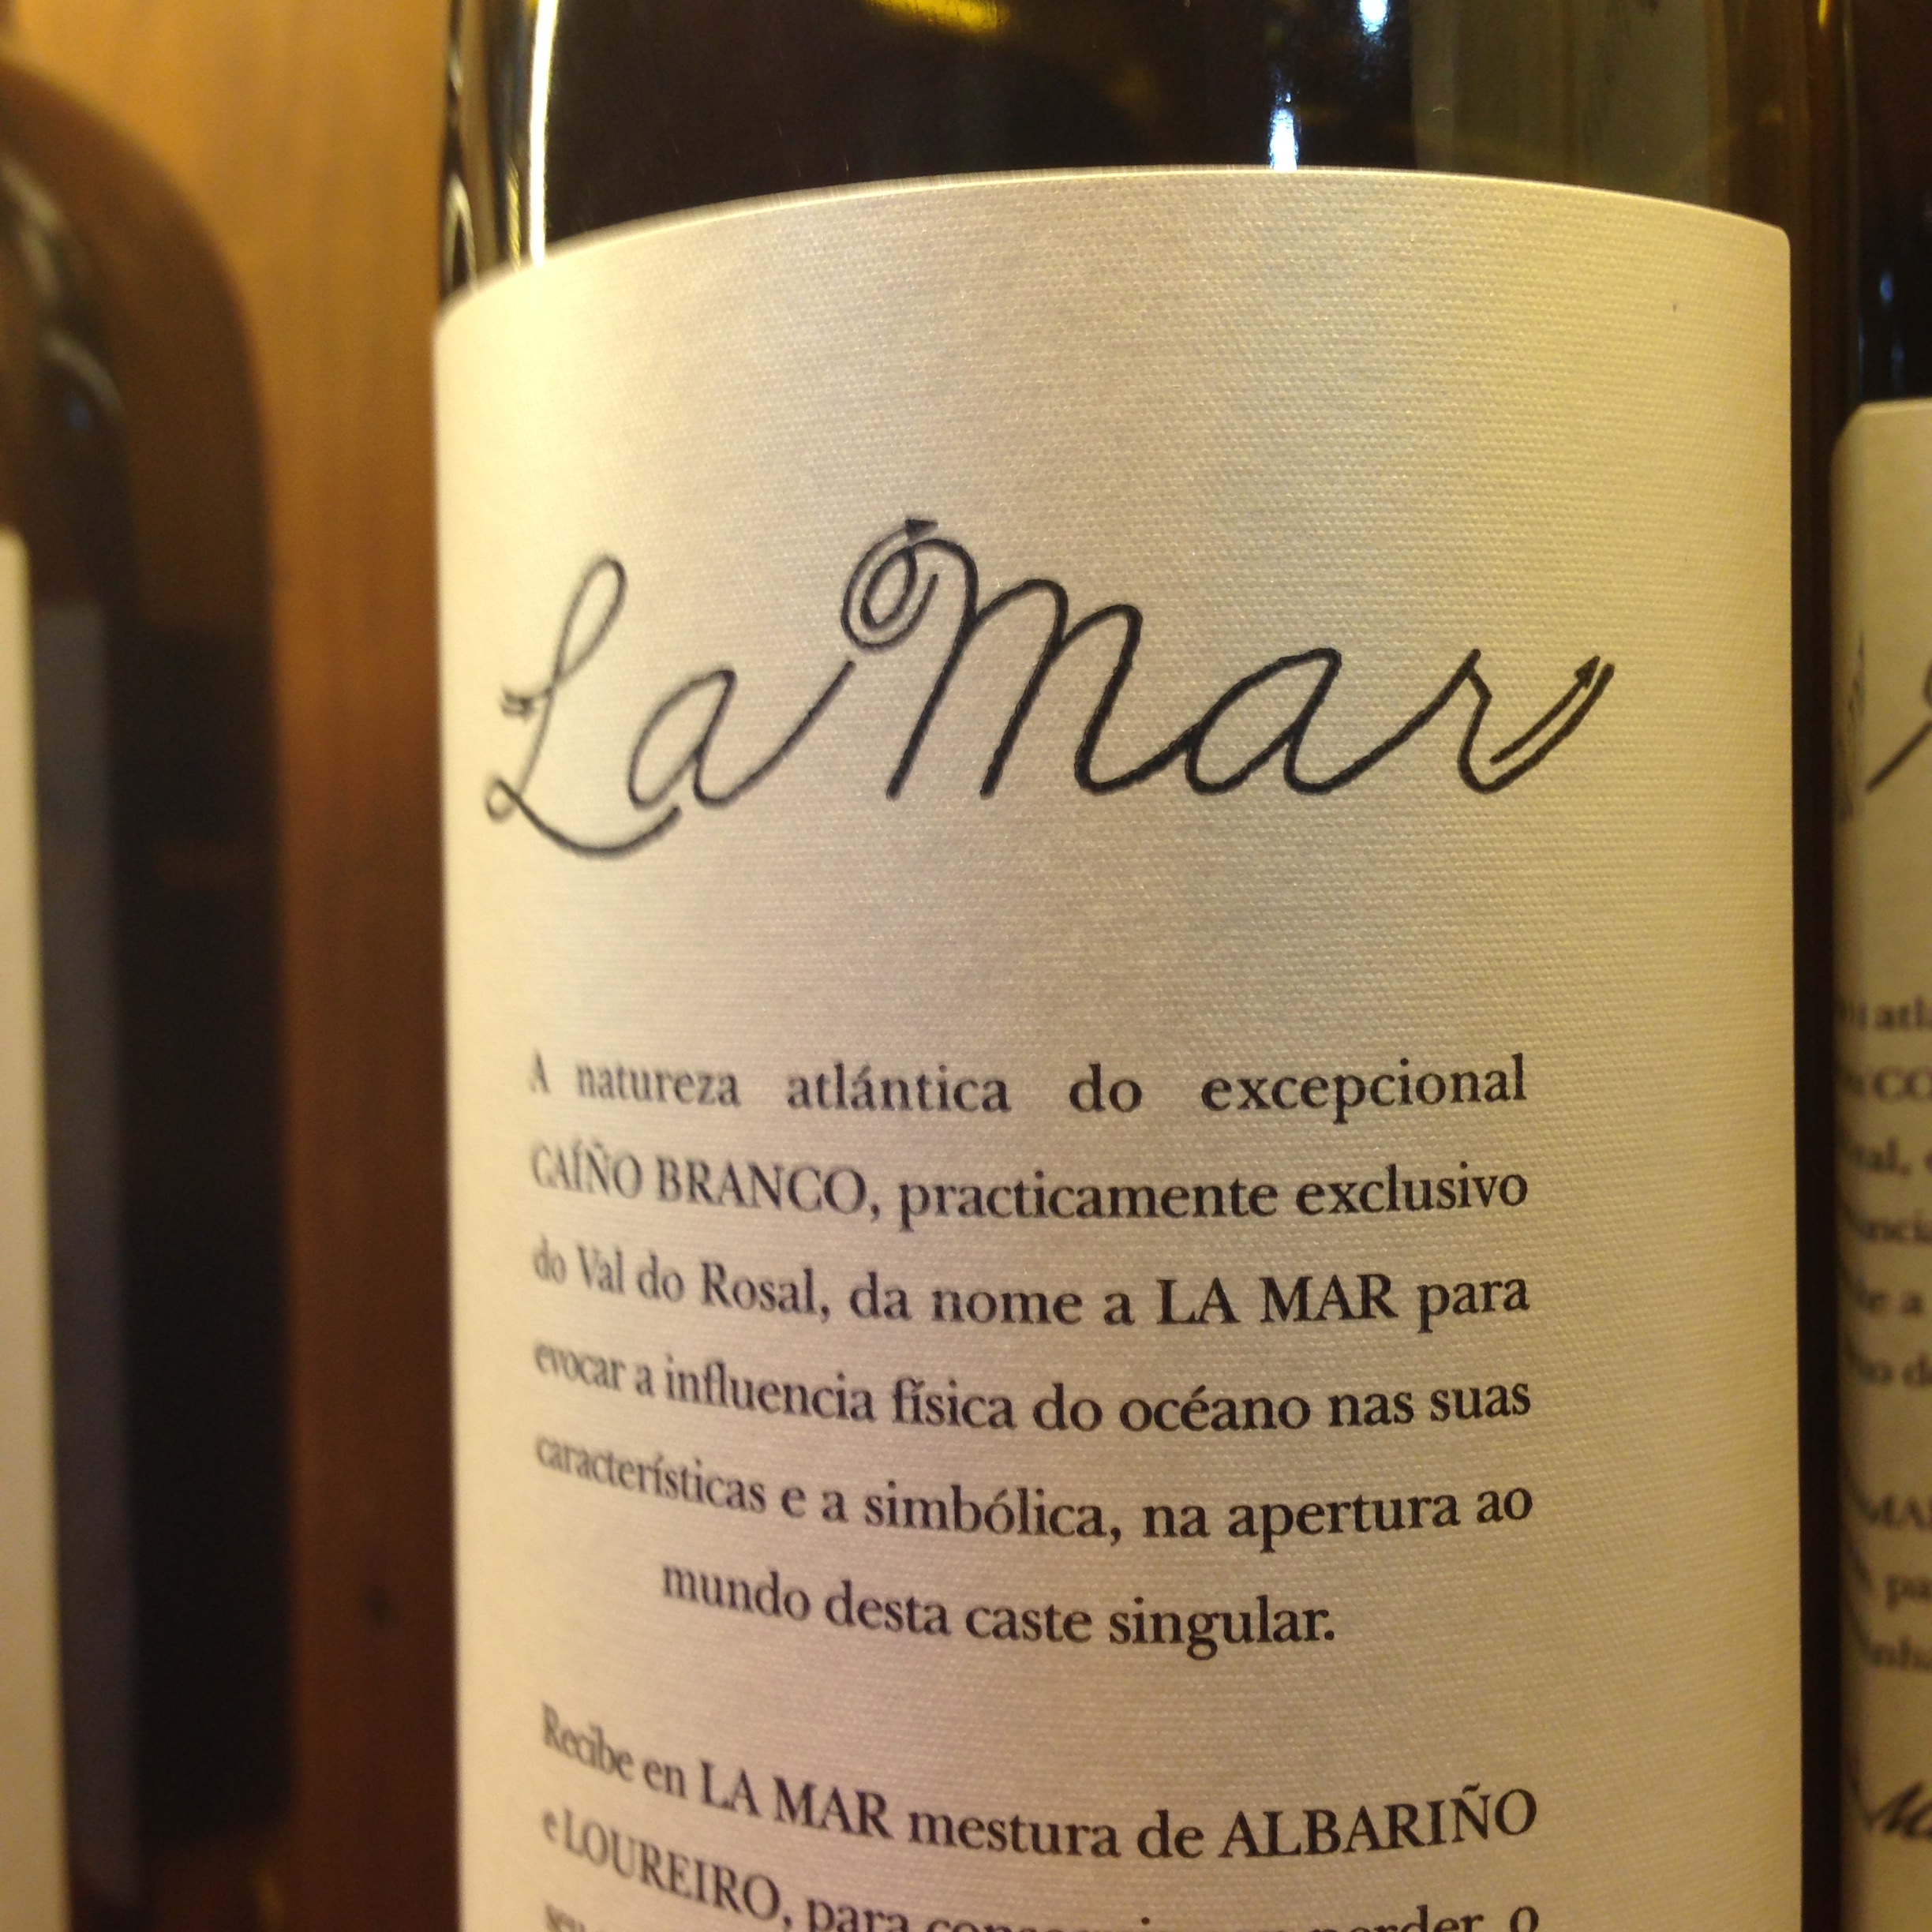 La Mar
A natureza atlántica do excepcional
CAÍÑO BRANCO, practicamente exclusivo
do Val do Rosal, da nome a LA MAR para
evocar a influencia física do océano nas suas
características e a simbólica, na apertura ao
mundo desta caste singular.
Recibe en LA MAR mestura de ALBARIÑO
e LOUREIRO, para perder o